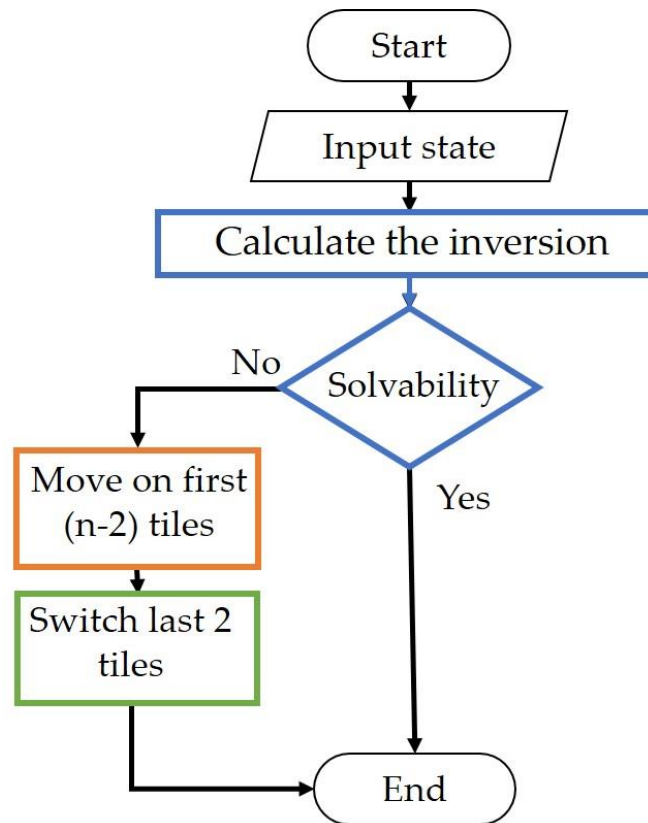 Start
Input state
Calculate the inversion
No
Solvability
Move on first
(n-2) tiles
Yes
Switch last 2
tiles
End